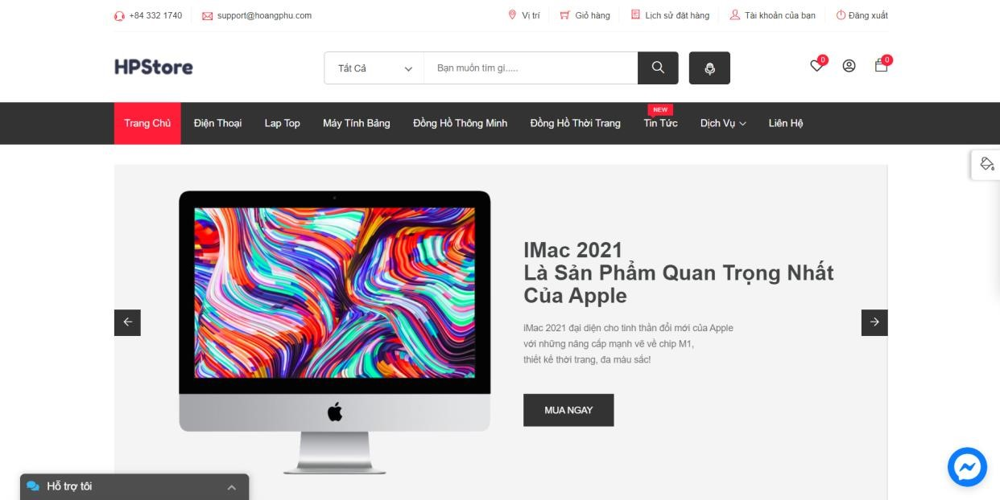 +84 332 1740
support@hoangphu.com
Vị trí
Giỏ hàng
Lịch sử đặt hàng
Tài khoản của bạn
Đăng xuất
HPStore
Tất Cả
Bạn muốn tìm gì.....
0
0
NEW
Trang Chủ
Điện Thoại
Lap Top
Máy Tính Bảng
Đồng Hồ Thông Minh
Đồng Hồ Thời Trang
Tin Tức
Dịch Vụ
Liên Hệ
IMac 2021
Là Sản Phẩm Quan Trọng Nhất
Của Apple
iMac 2021 đại diện cho tinh thần đổi mới của Apple
với những nâng cấp mạnh vẽ về chip M1,
thiết kế thời trang, đa màu sắc!
MUA NGAY
Hỗ trợ tôi